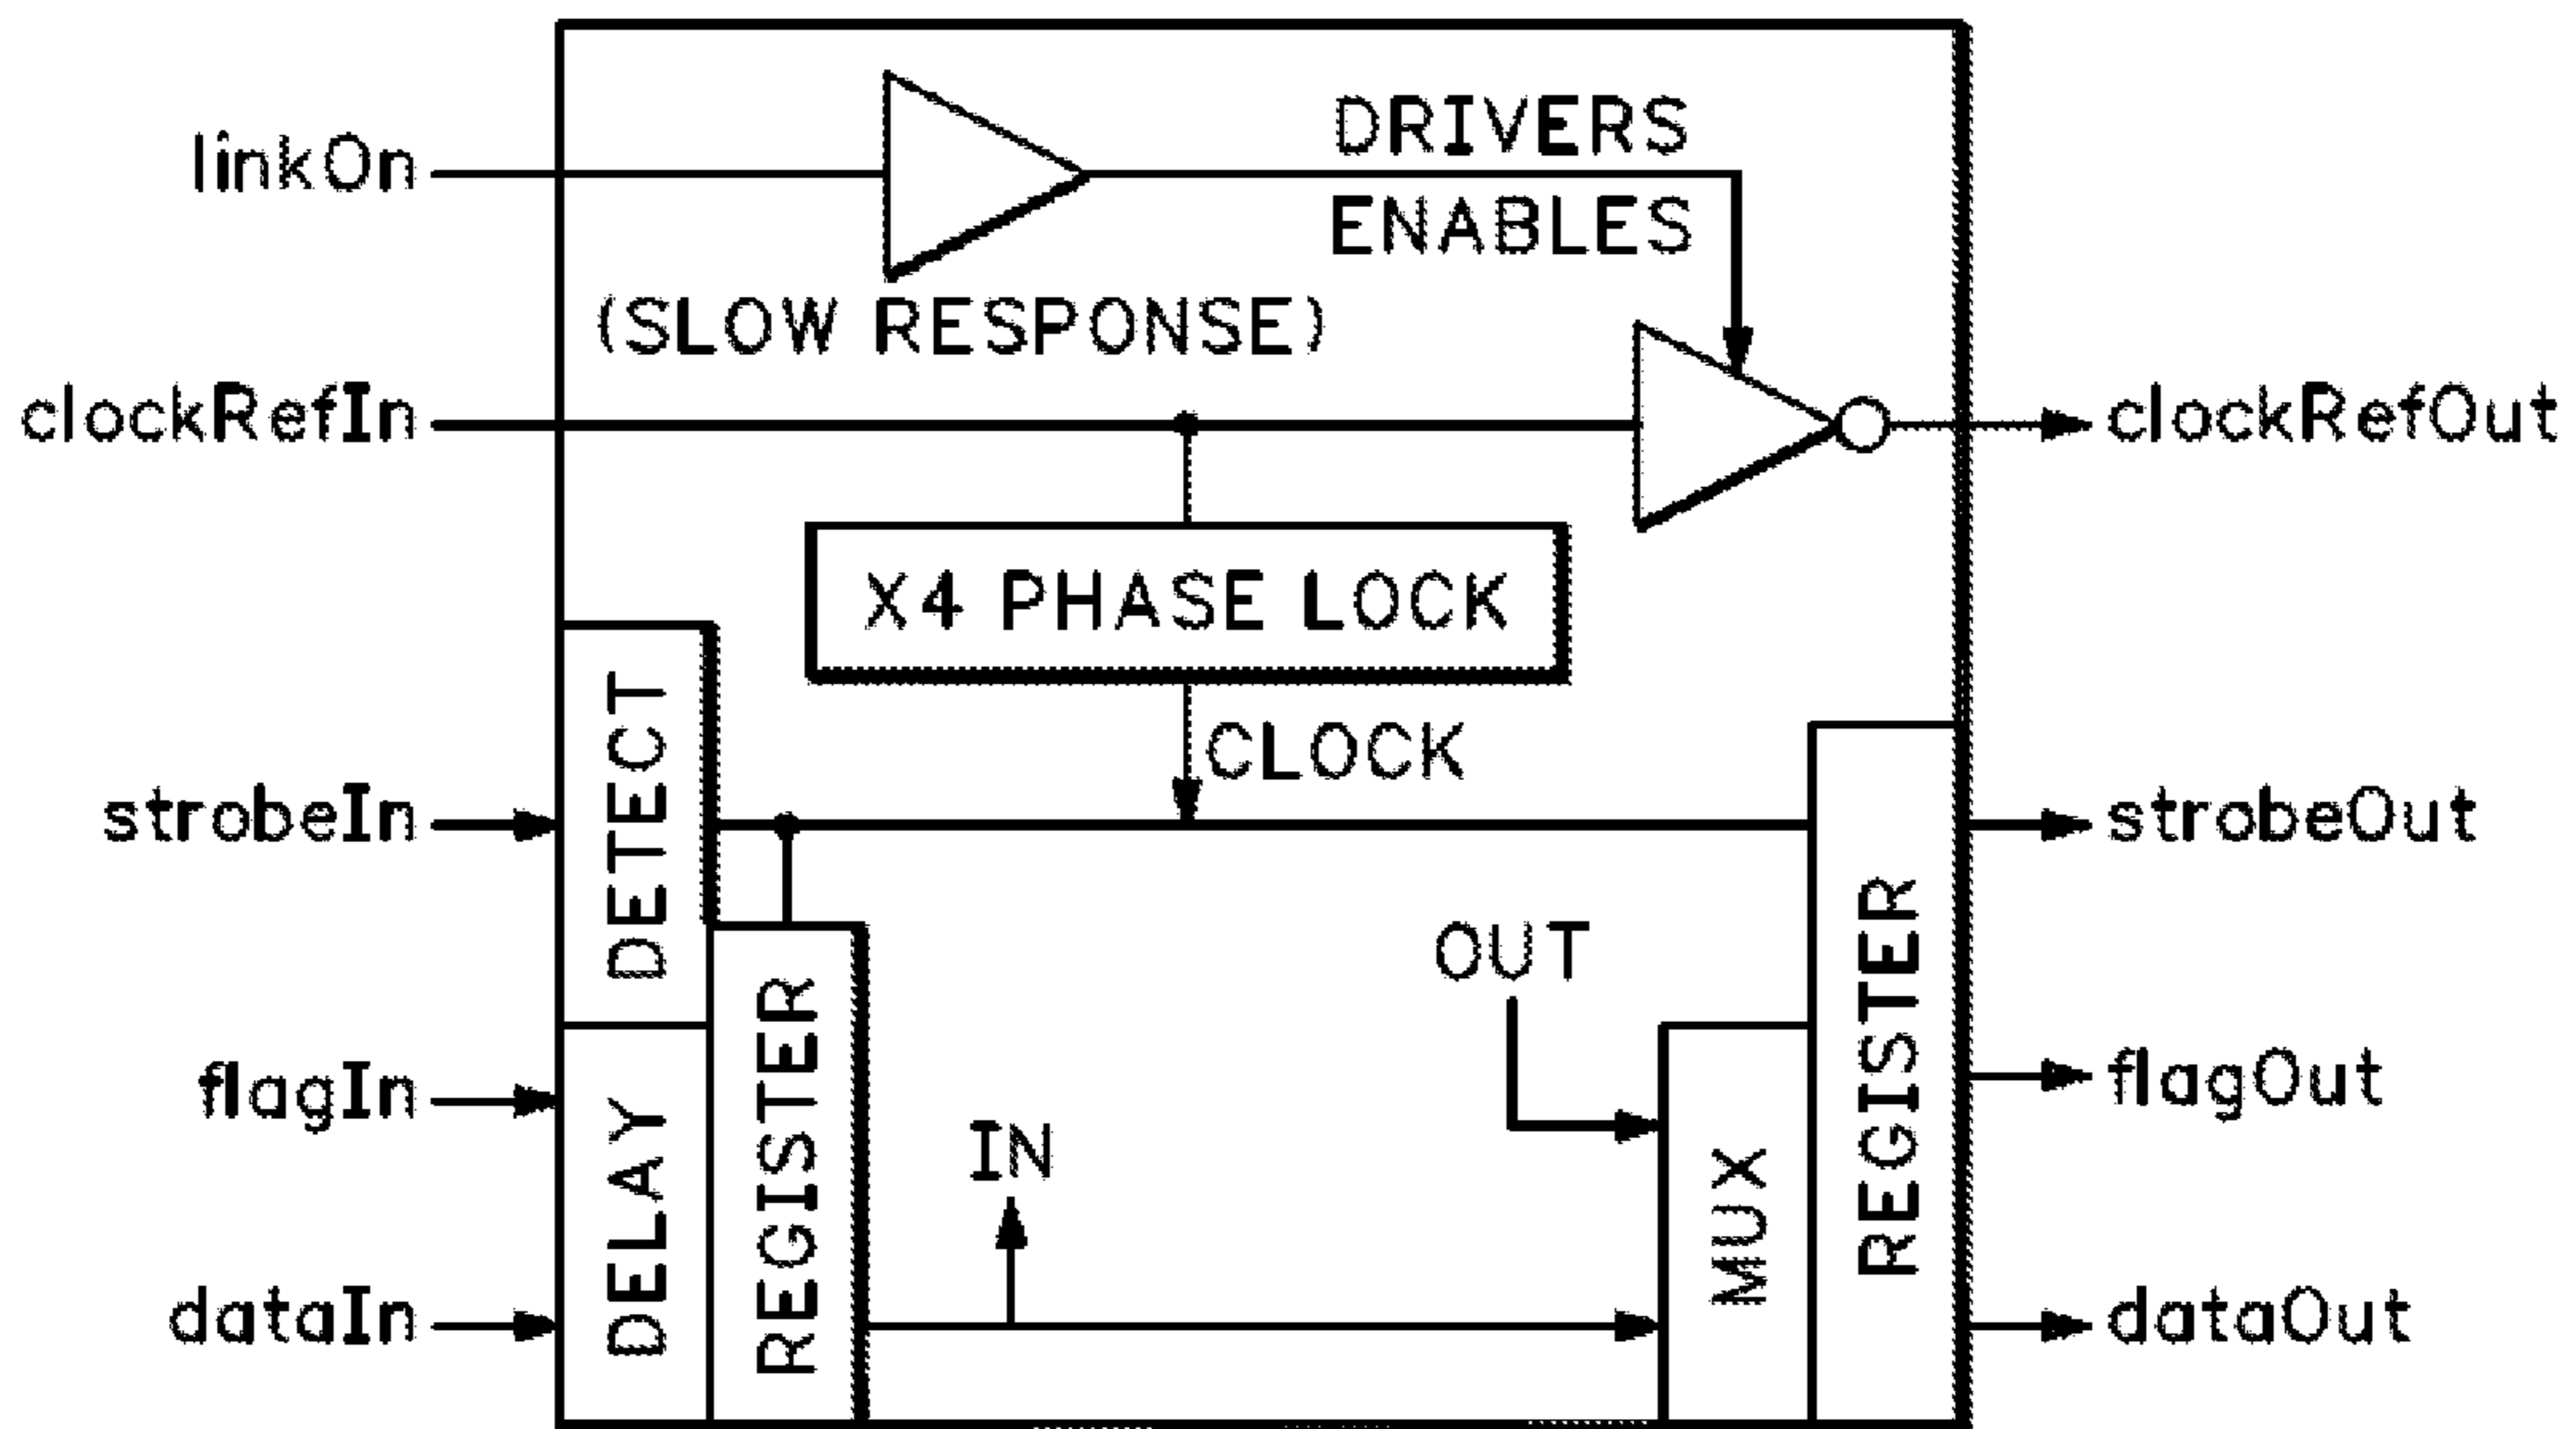 linkOn
DRIVERS
ENABLES
(SLOW RESPONSE)
clockRefIn
clockRefOut
X4 PHASE LOCK
CLOCK
DETECT
strobeIn
strobeOut
OUT
REGISTER
REGISTER
flagIn
flagOut
DELAY
IN
MUX
dataIn
dataOut